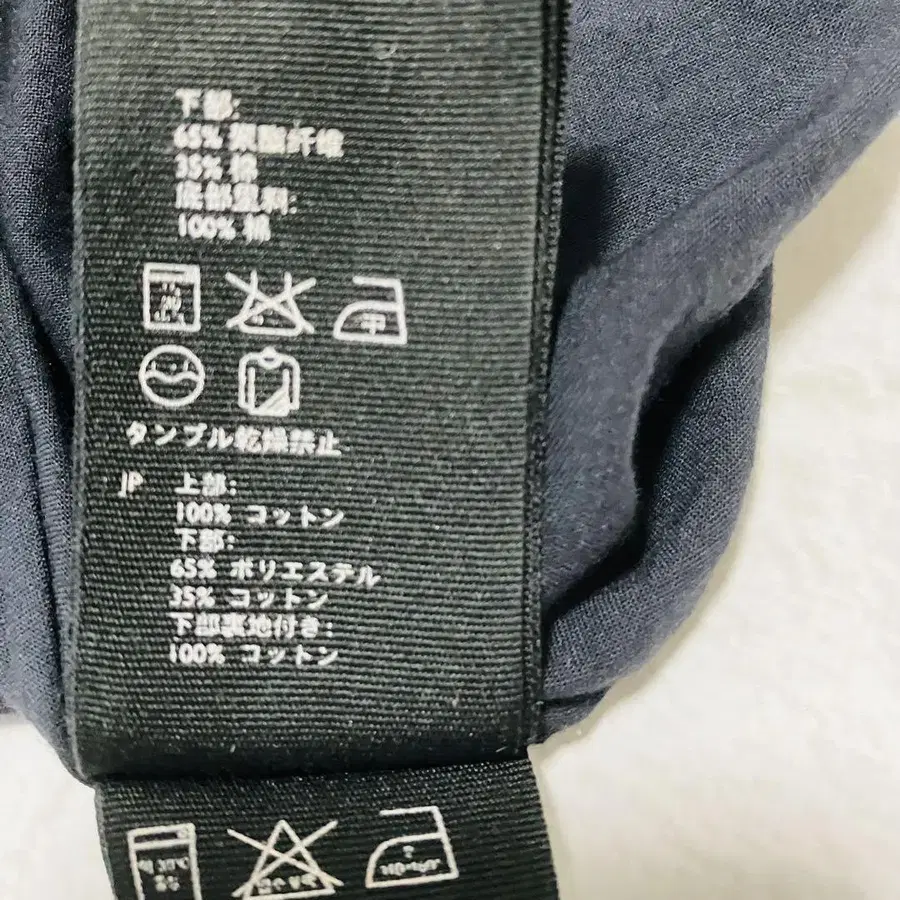 下部:
65% 聚酯纤维
35% 棉
底部里料:
100% 棉
タンブル乾燥禁止
JP 上部:
100% コットン
下部:
65% ポリエステル
35% コットン
下部裏地付き:
100% コットン